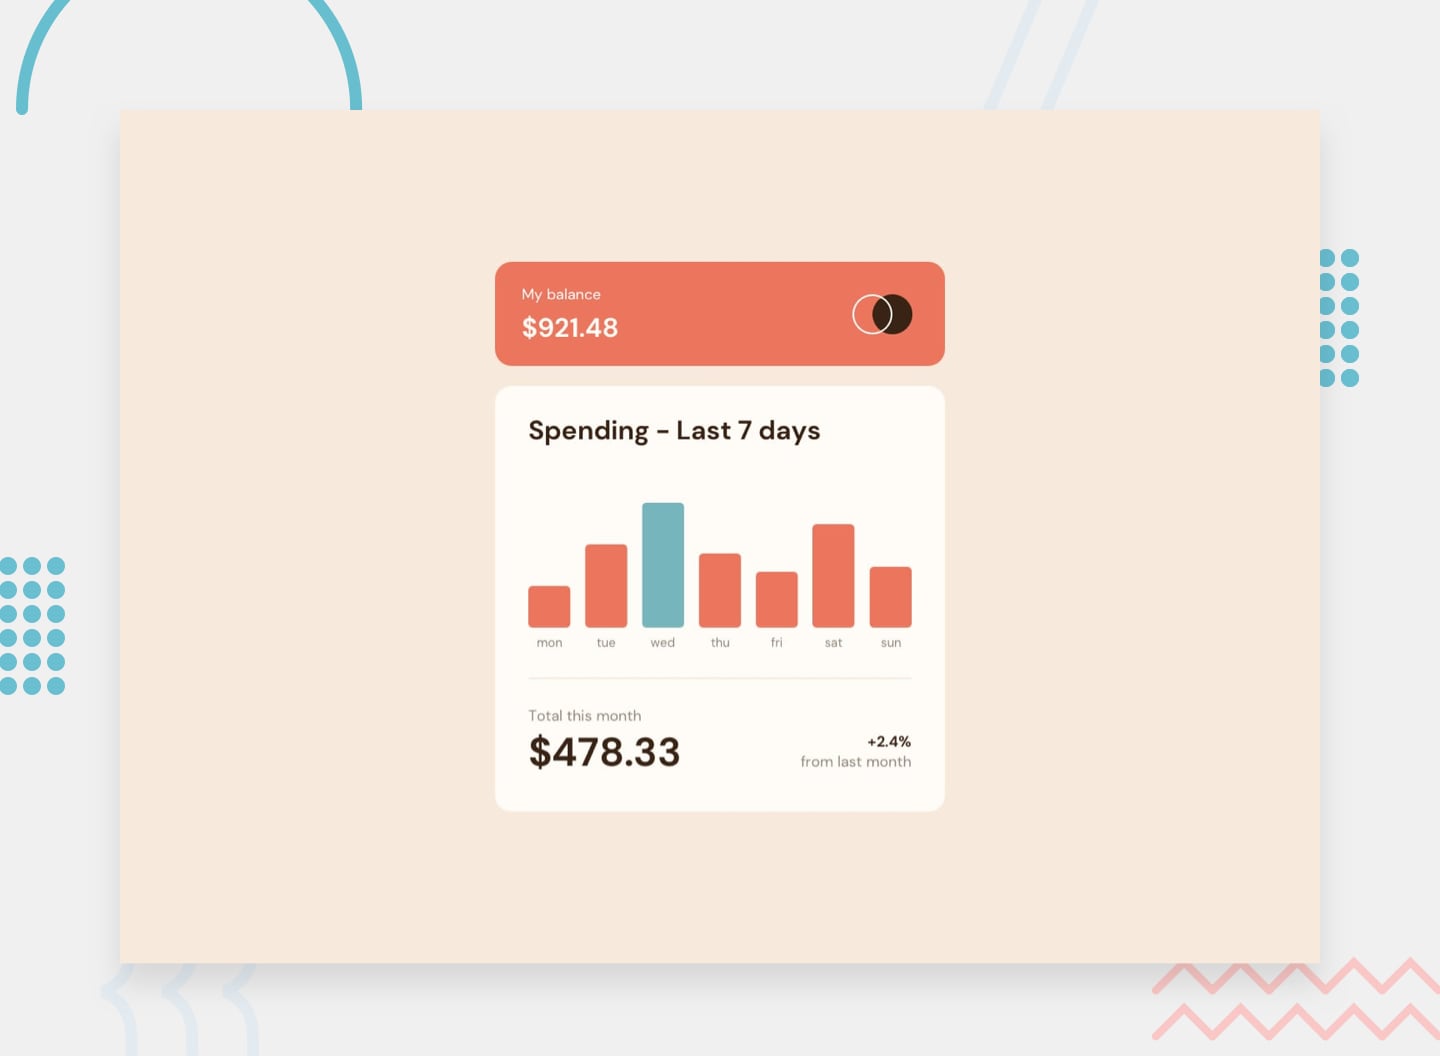 My balance
$921.48
Spending - Last 7 days
mon tue wed thu fri sat sun
Total this month
$478.33
+2.4%
from last month